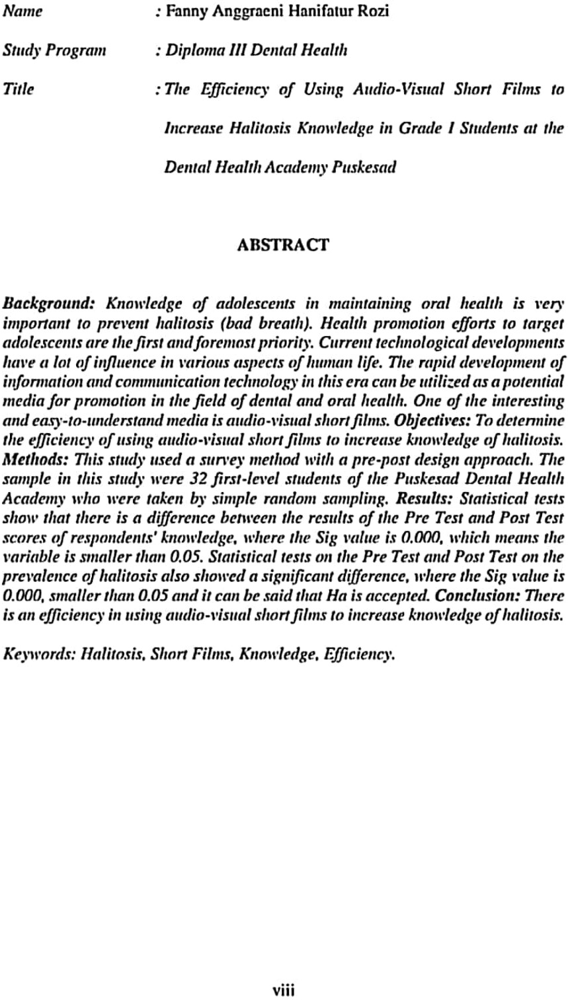 Name : Fanny Anggraeni Hanifatur Rozi
Study Program : Diploma III Dental Health
Title : The Efficiency of Using Audio-Visual Short Films to
Increase Halitosis Knowledge in Grade I Students at the
Dental Health Academy Puskesad
ABSTRACT
Background: Knowledge of adolescents in maintaining oral health is very
important to prevent halitosis (bad breath). Health promotion efforts to target
adolescents are the first and foremost priority. Current technological developments
have a lot of influence in various aspects of human life. The rapid development of
information and communication technology in this era can be utilized as a potential
media for promotion in the field of dental and oral health. One of the interesting
and easy-to-understand media is audio-visual short films. Objectives: To determine
the efficiency of using audio-visual short films to increase knowledge of halitosis.
Methods: This study used a survey method with a pre-post design approach. The
sample in this study were 32 first-level students of the Puskesad Dental Health
Academy who were taken by simple random sampling. Results: Statistical tests
show that there is a difference between the results of the Pre Test and Post Test
scores of respondents' knowledge, where the Sig value is 0.000, which means the
variable is smaller than 0.05. Statistical tests on the Pre Test and Post Test on the
prevalence of halitosis also showed a significant difference, where the Sig value is
0.000, smaller than 0.05 and it can be said that Ha is accepted. Conclusion: There
is an efficiency in using audio-visual short films to increase knowledge of halitosis.
Keywords: Halitosis, Short Films, Knowledge, Efficiency.
viii